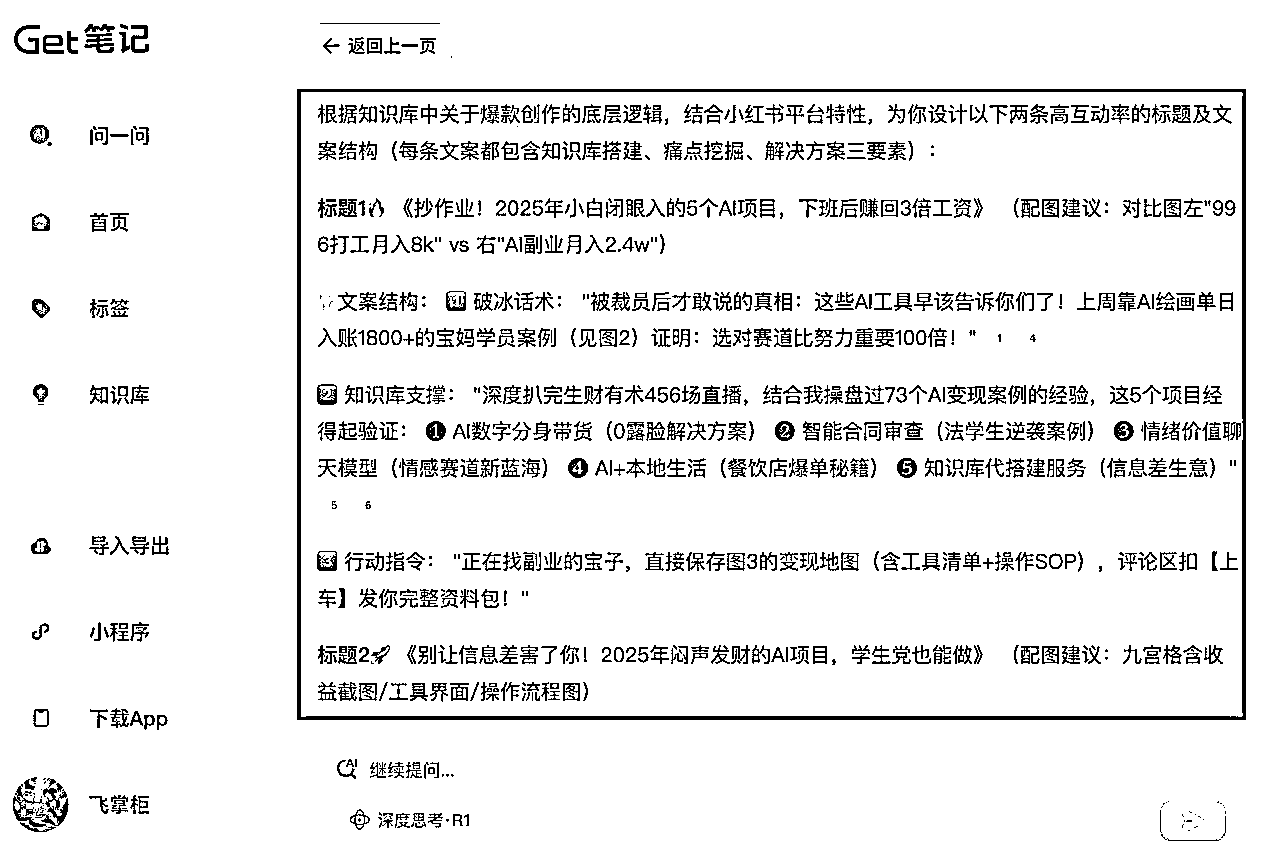 Get笔记
← 返回上一页
问一问
首页
标签
知识库
导入导出
小程序
下载App
飞掌柜
根据知识库中关于爆款创作的底层逻辑，结合小红书平台特性，为你设计以下两条高互动率的标题及文
案结构（每条文案都包含知识库搭建、痛点挖掘、解决方案三要素）：
标题1🔥《抄作业！2025年小白闭眼入的5个AI项目，下班后赚回3倍工资》（配图建议：对比图左"99
6打工月入8k" vs 右"AI副业月入2.4w"）
💡文案结构：1️⃣ 破冰话术："被裁员后才敢说的真相：这些AI工具早该告诉你们了！上周靠AI绘画单日
入账1800+的宝妈学员案例（见图2）证明：选对赛道比努力重要100倍！" 1 4
2️⃣ 知识库支撑："深度扒完生财有术456场直播，结合我操盘过73个AI变现案例的经验，这5个项目经
得起验证：❶ AI数字分身带货（0露脸解决方案）❷ 智能合同审查（法学生逆袭案例）❸ 情绪价值聊
天模型（情感赛道新蓝海）❹ AI+本地生活（餐饮店爆单秘籍）❺ 知识库代搭建服务（信息差生意）"
5 6
3️⃣ 行动指令："正在找副业的宝子，直接保存图3的变现地图（含工具清单+操作SOP），评论区扣【上
车】发你完整资料包！"
标题2🚀《别让信息差害了你！2025年闷声发财的AI项目，学生党也能做》（配图建议：九宫格含收
益截图/工具界面/操作流程图）
AI 继续提问...
深度思考·R1